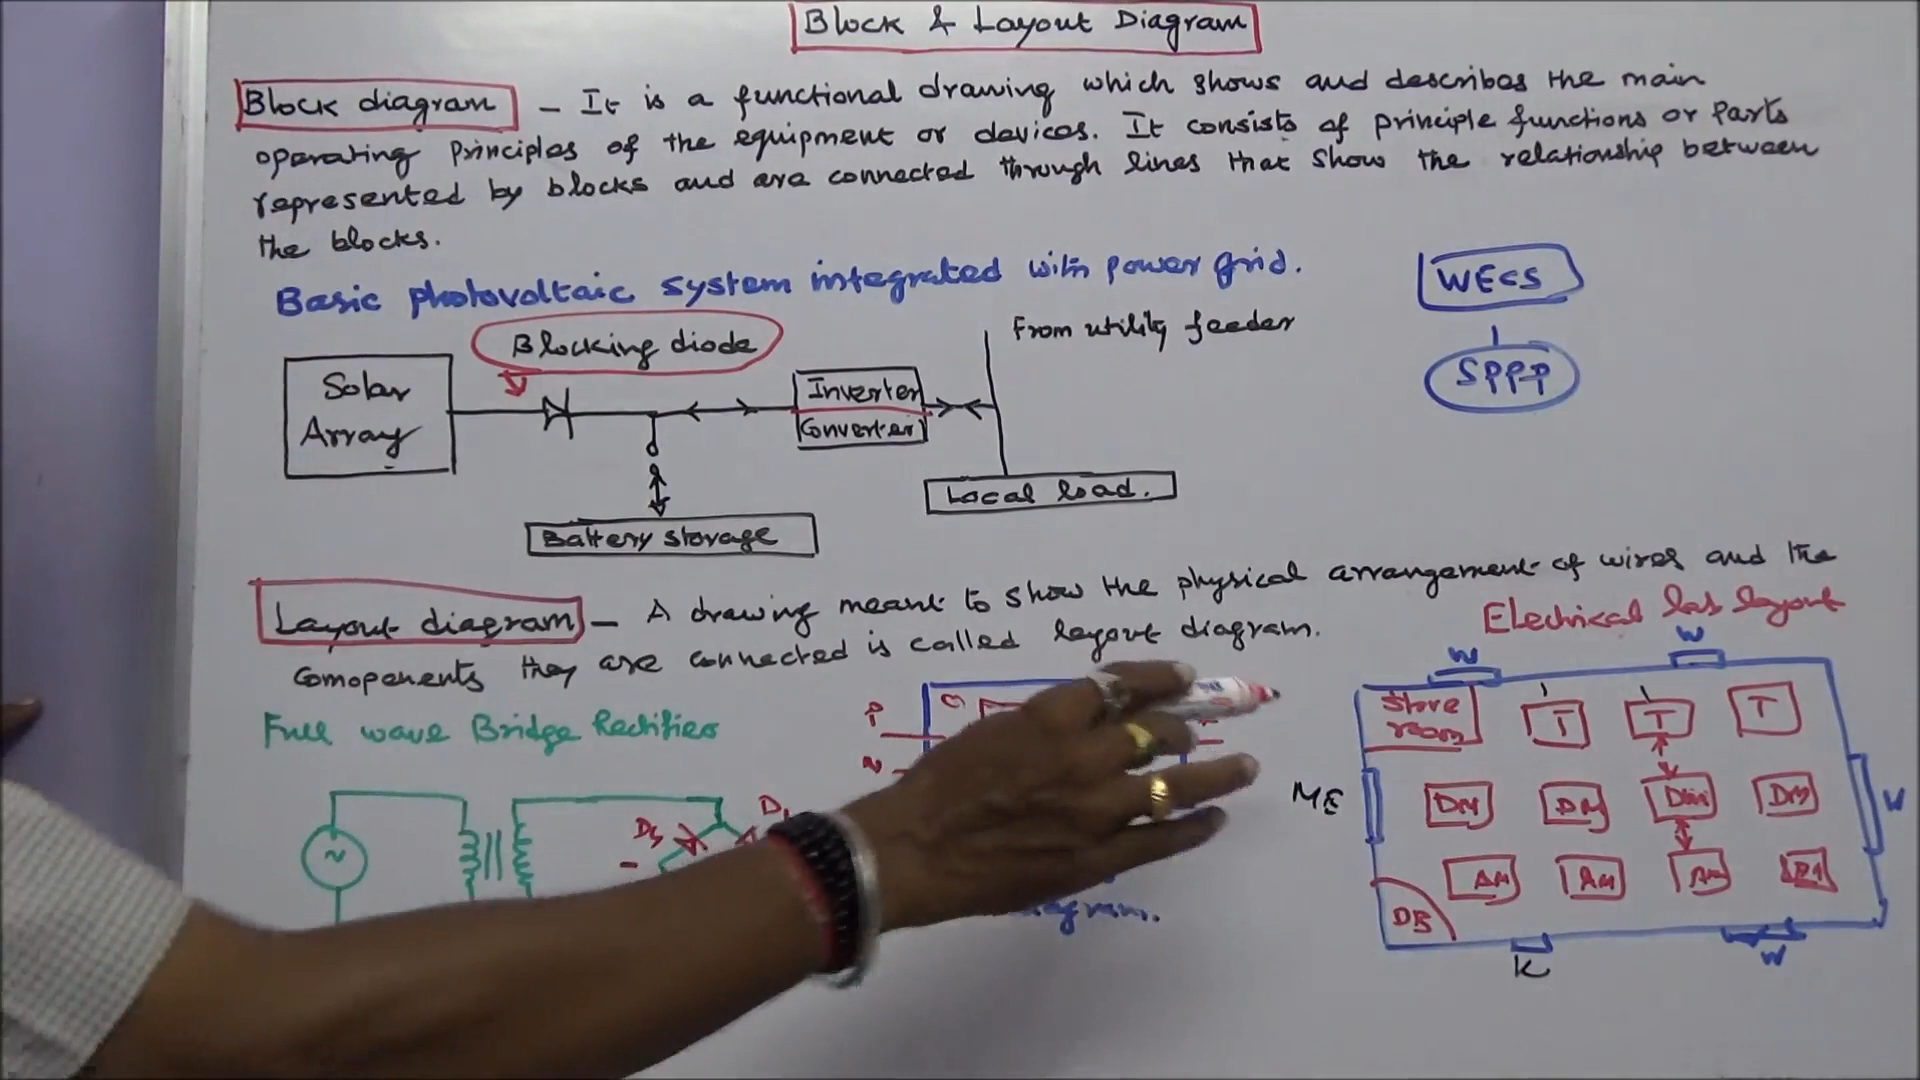 Block & Layout Diagram
Block diagram - It is a functional drawing which shows and describes the main
operating principles of the equipment or devices. It consists of principle functions or Parts
represented by blocks and are connected through lines that show the relationship between
the blocks.
Basic photovoltaic system integrated with power grid.
WECS
SPPP
Blocking diode
From utility feeder
Solar
Array
Inverter
Converter
Local load.
Battery storage
Layout diagram - A drawing meant to show the physical arrangement of wires and the
comoponents they are connected is called layout diagram.
Electrical lab layout
Full wave Bridge Rectifier
P
N
D1
-
~
W
W
Store
room
T
T
T
ME
DM
DM
DM
DM
W
AM
AM
AM
DB
K
W